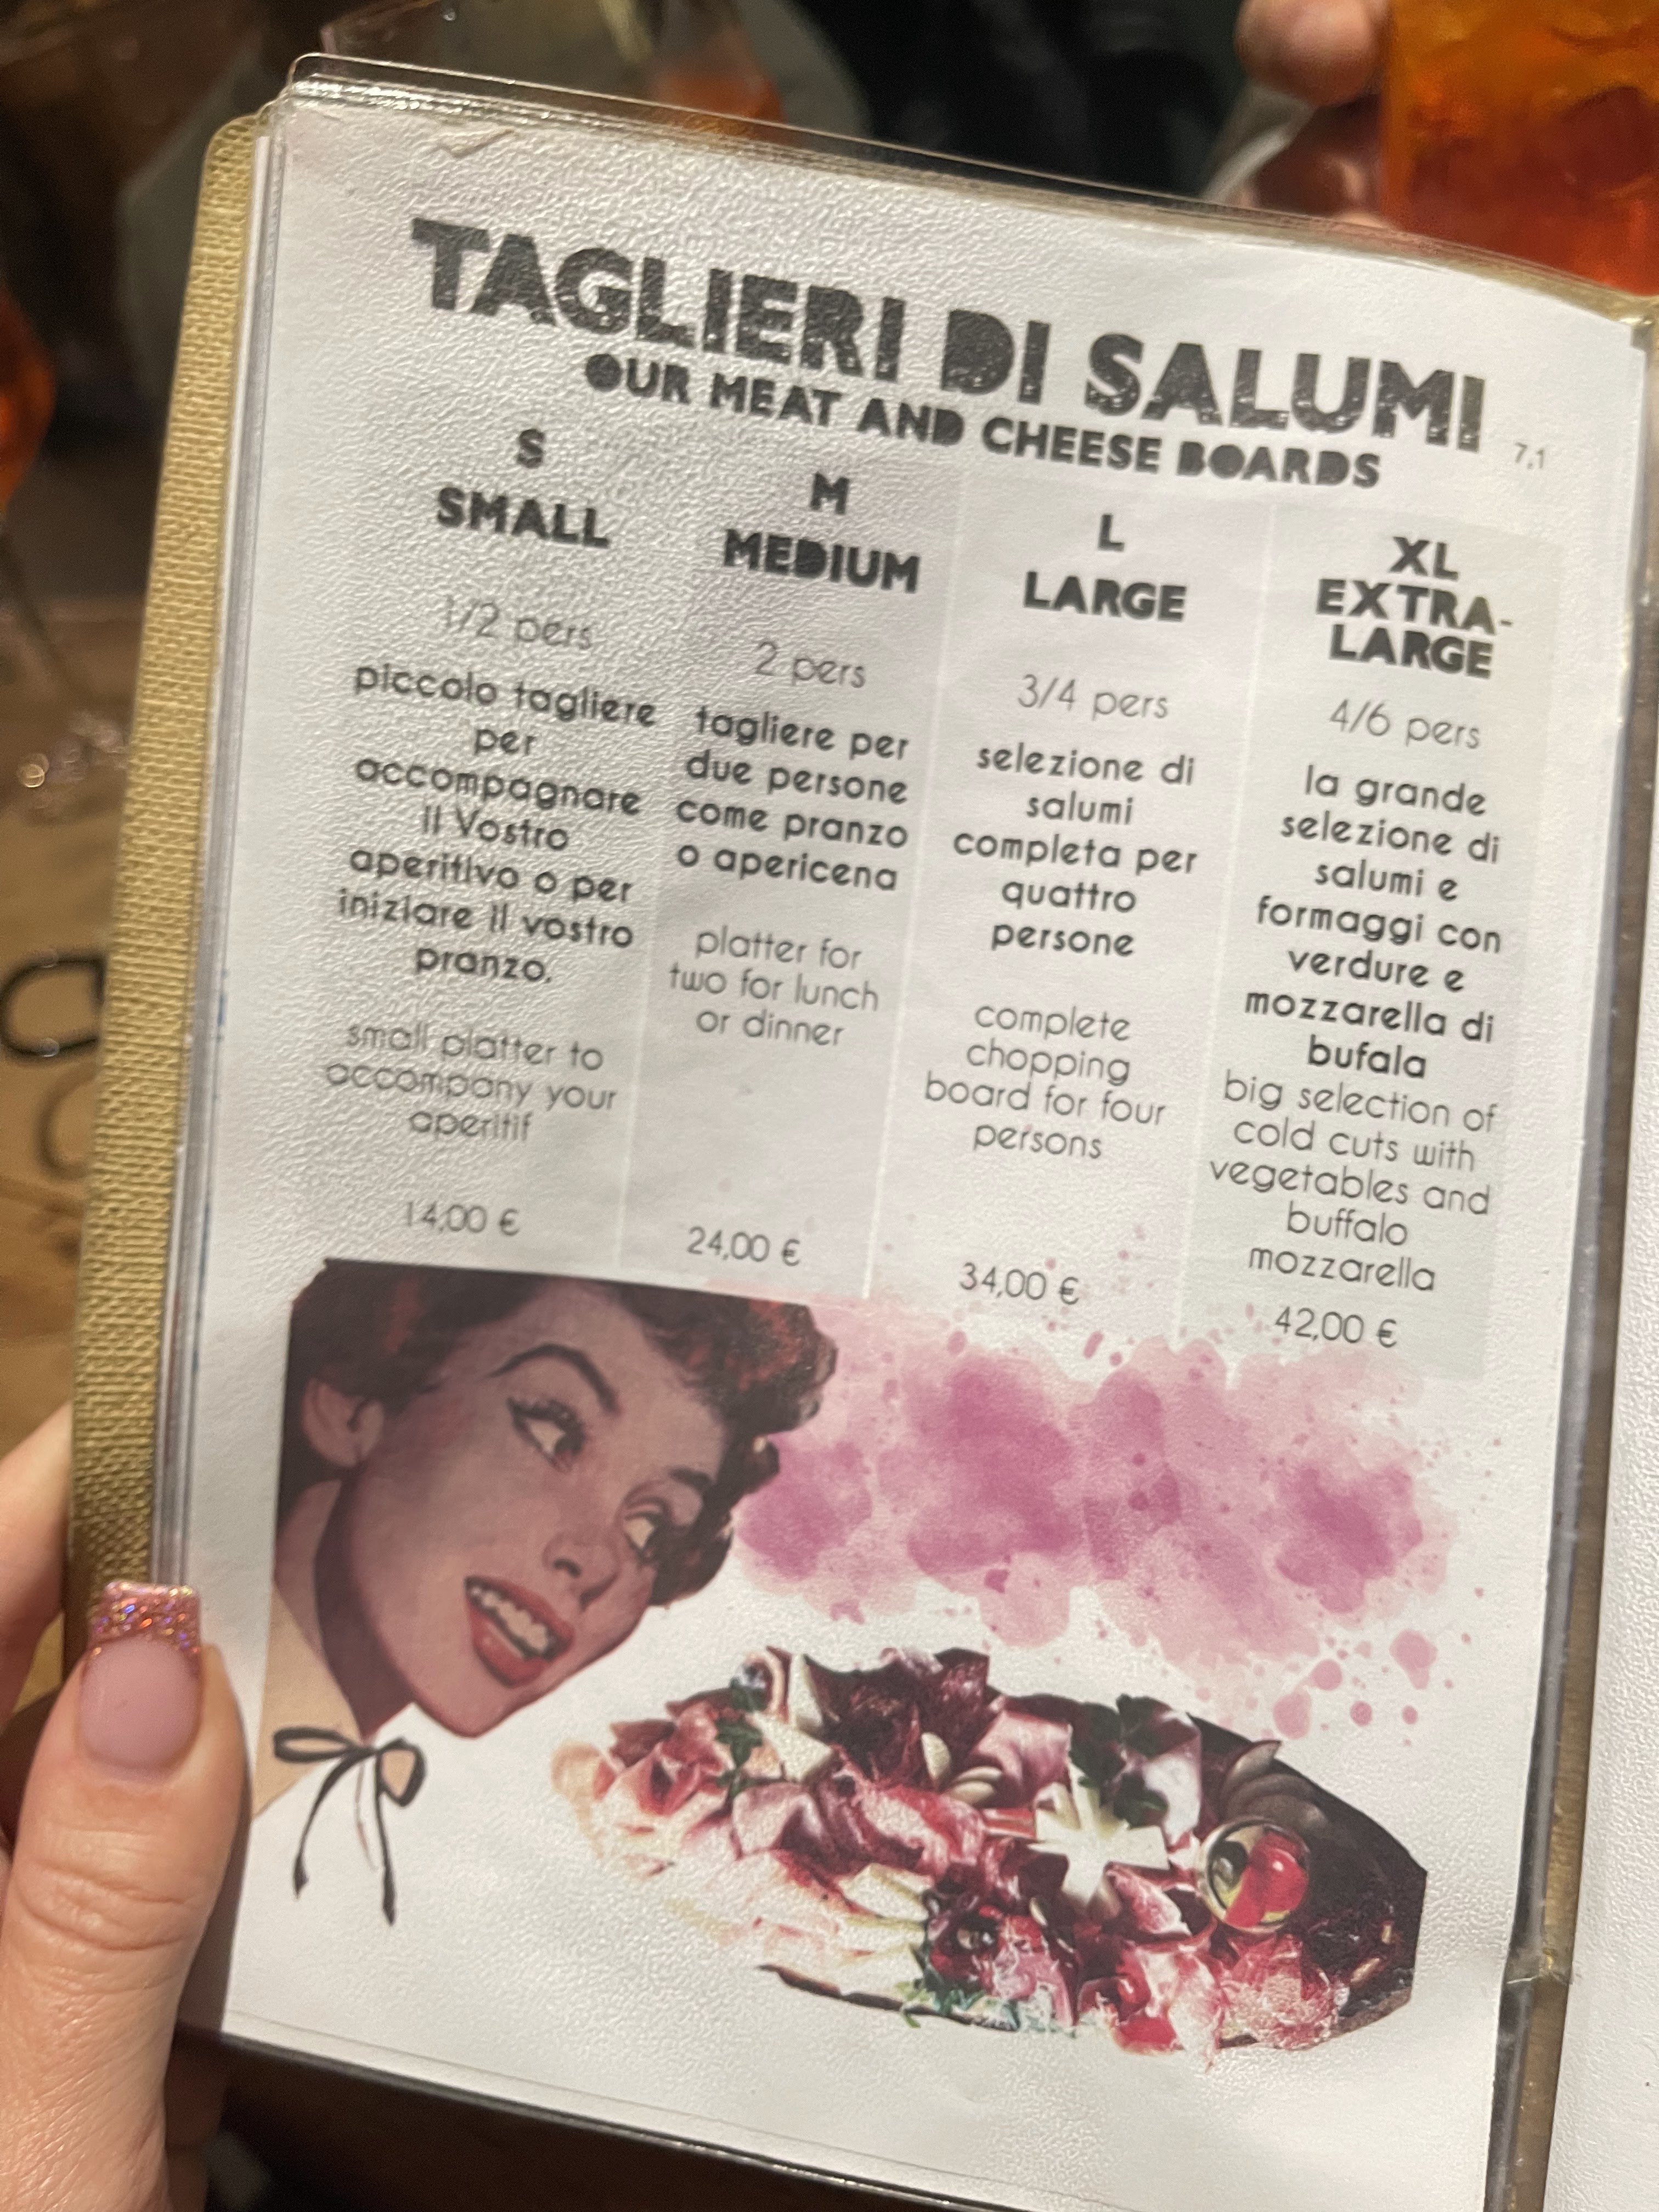 TAGLIERI DI SALUMI
OUR MEAT AND CHEESE BOARDS
7,1
S
SMALL
1/2 pers
piccolo tagliere
per
accompagnare
il Vostro
aperitivo o per
iniziare il vostro
pranzo.
small platter to
accompany your
aperitif
14,00 €
M
MEDIUM
2 pers
tagliere per
due persone
come pranzo
o apericena
platter for
two for lunch
or dinner
24,00 €
L
LARGE
3/4 pers
selezione di
salumi
completa per
quattro
persone
complete
chopping
board for four
persons
34,00 €
XL
EXTRA-
LARGE
4/6 pers
la grande
selezione di
salumi e
formaggi con
verdure e
mozzarella di
bufala
big selection of
cold cuts with
vegetables and
buffalo
mozzarella
42,00 €